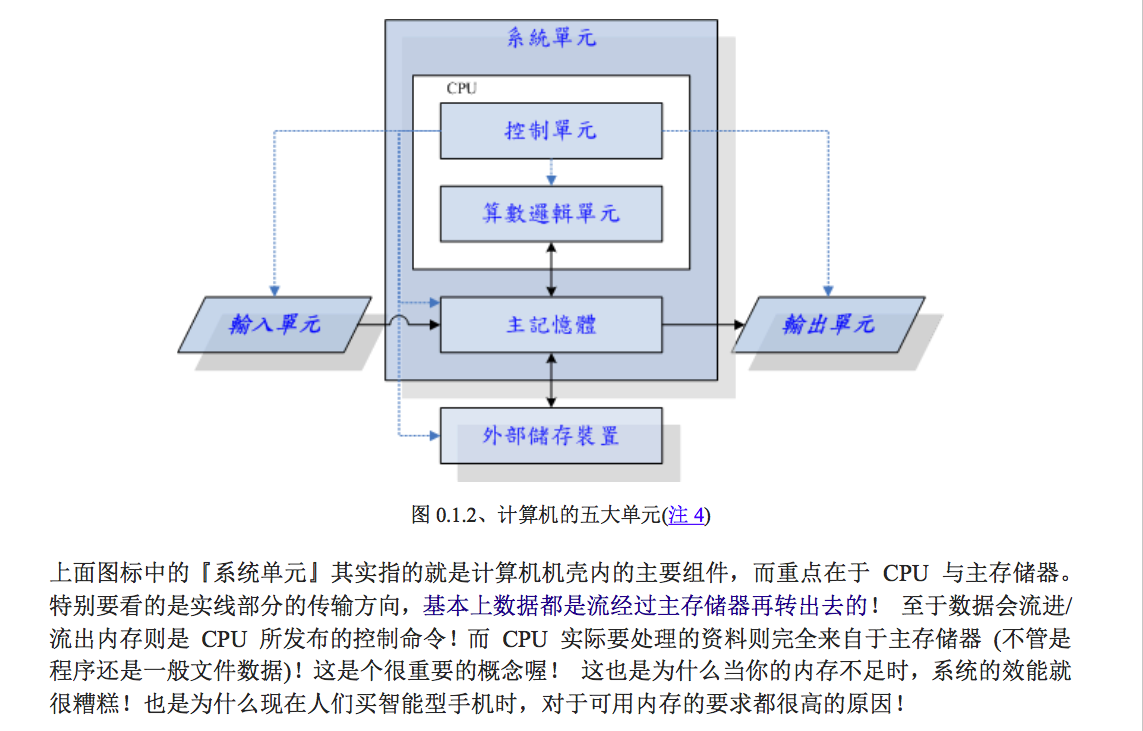 系統單元
CPU
控制單元
算數邏輯單元
輸入單元
主記憶體
輸出單元
外部儲存裝置
图 0.1.2、计算机的五大单元(注 4)
上面图标中的『系统单元』其实指的就是计算机机壳内的主要组件，而重点在于 CPU 与主存储器。
特别要看的是实线部分的传输方向，基本上数据都是流经过主存储器再转出去的！ 至于数据会流进/
流出内存则是 CPU 所发布的控制命令！而 CPU 实际要处理的资料则完全来自于主存储器 (不管是
程序还是一般文件数据)！这是个很重要的概念喔！ 这也是为什么当你的内存不足时，系统的效能就
很糟糕！也是为什么现在人们买智能型手机时，对于可用内存的要求都很高的原因！